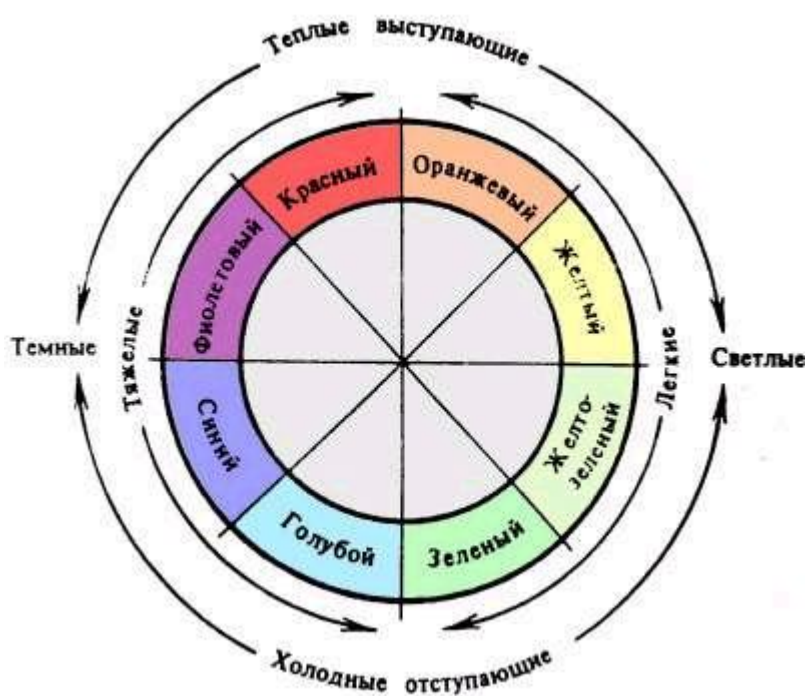 Теплые выступающие
Красный
Оранжевый
Фиолетовый
Желтый
Темные
Тяжелые
Легкие
Светлые
Синий
Желто-
зеленый
Голубой
Зеленый
Холодные отступающие